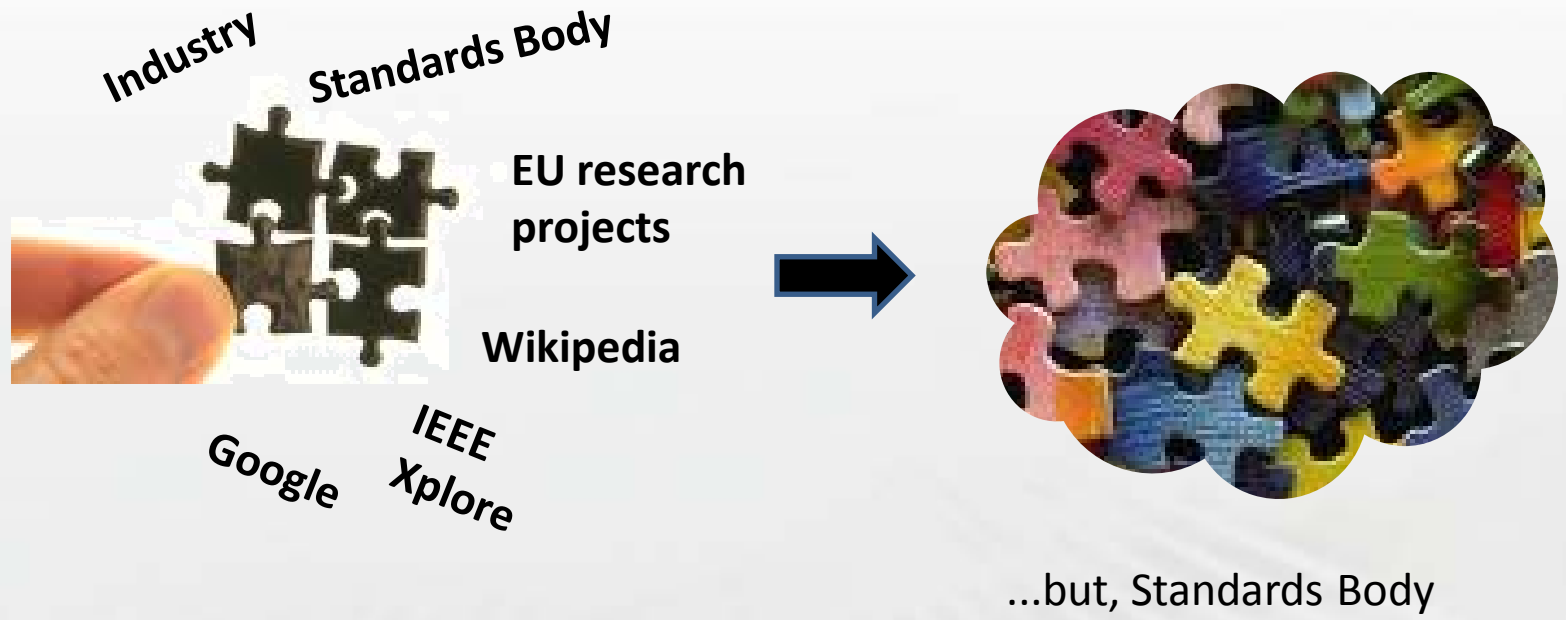 Industry
Standards Body
EU research
projects
Wikipedia
IEEE
Xplore
Google
...but, Standards Body